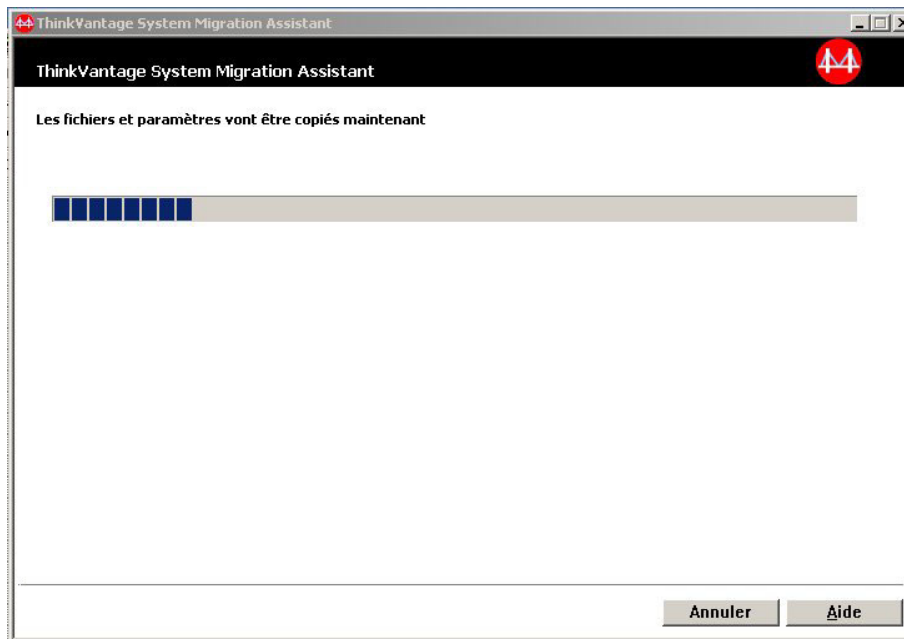 ThinkVantage System Migration Assistant
ThinkVantage System Migration Assistant
Les fichiers et paramètres vont être copiés maintenant
Annuler
Aide